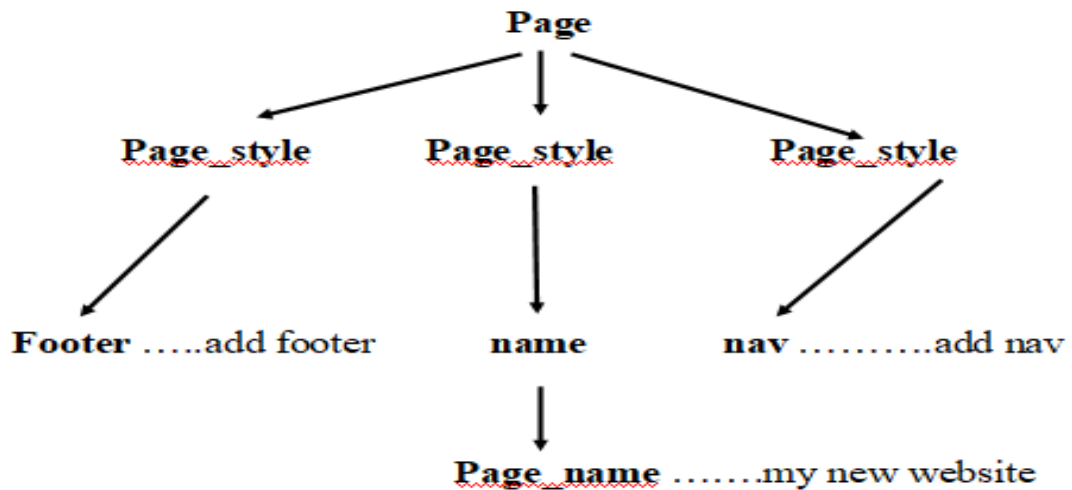 Page
Page_style Page_style Page_style
Footer …..add footer name nav ……….add nav
Page_name …….my new website